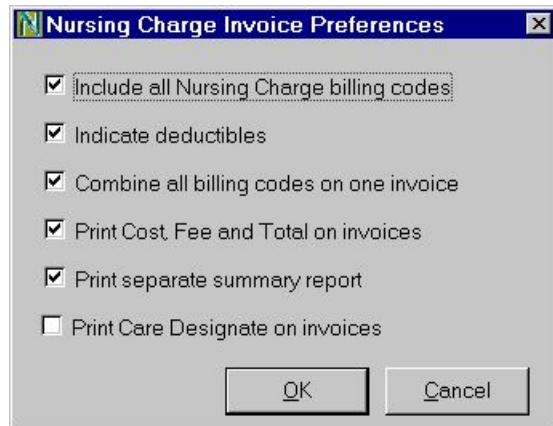 Nursing Charge Invoice Preferences
Include all Nursing Charge billing codes
Indicate deductibles
Combine all billing codes on one invoice
Print Cost, Fee and Total on invoices
Print separate summary report
Print Care Designate on invoices
OK Cancel